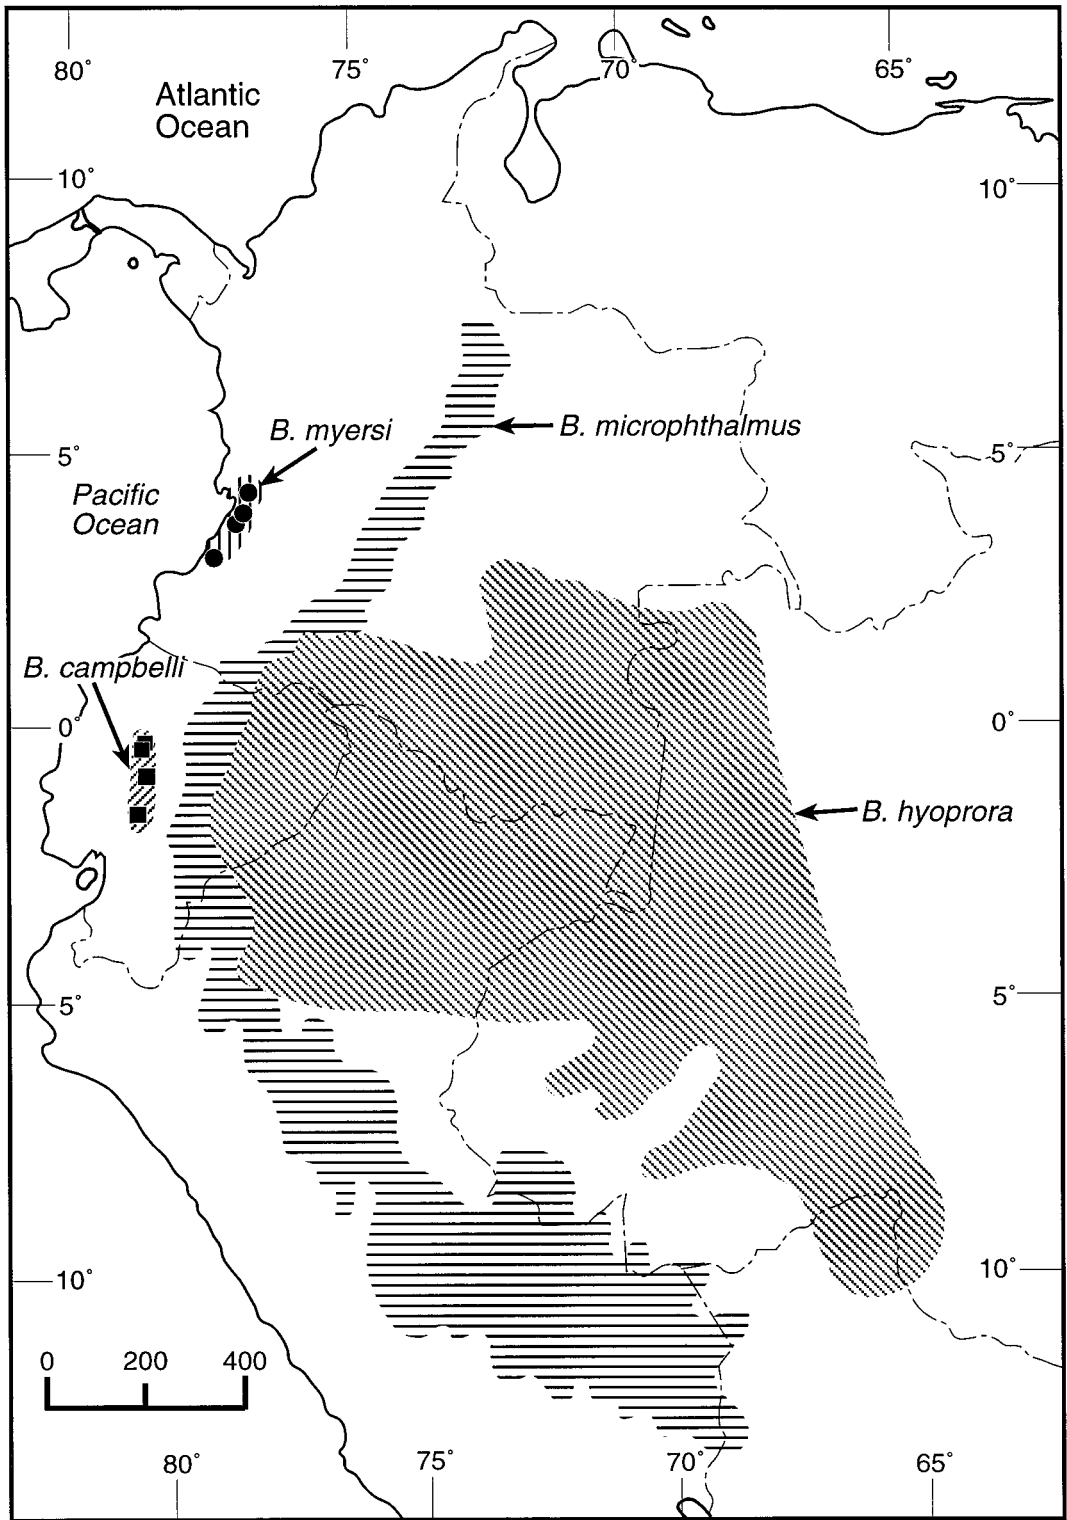 80° 75° 70° 65°
Atlantic
Ocean
10° 10°
B. myersi
B. microphthalmus
5° 5°
Pacific
Ocean
B. campbelli
0° 0°
B. hyoprora
5° 5°
10° 10°
0 200 400
80° 75° 70° 65°